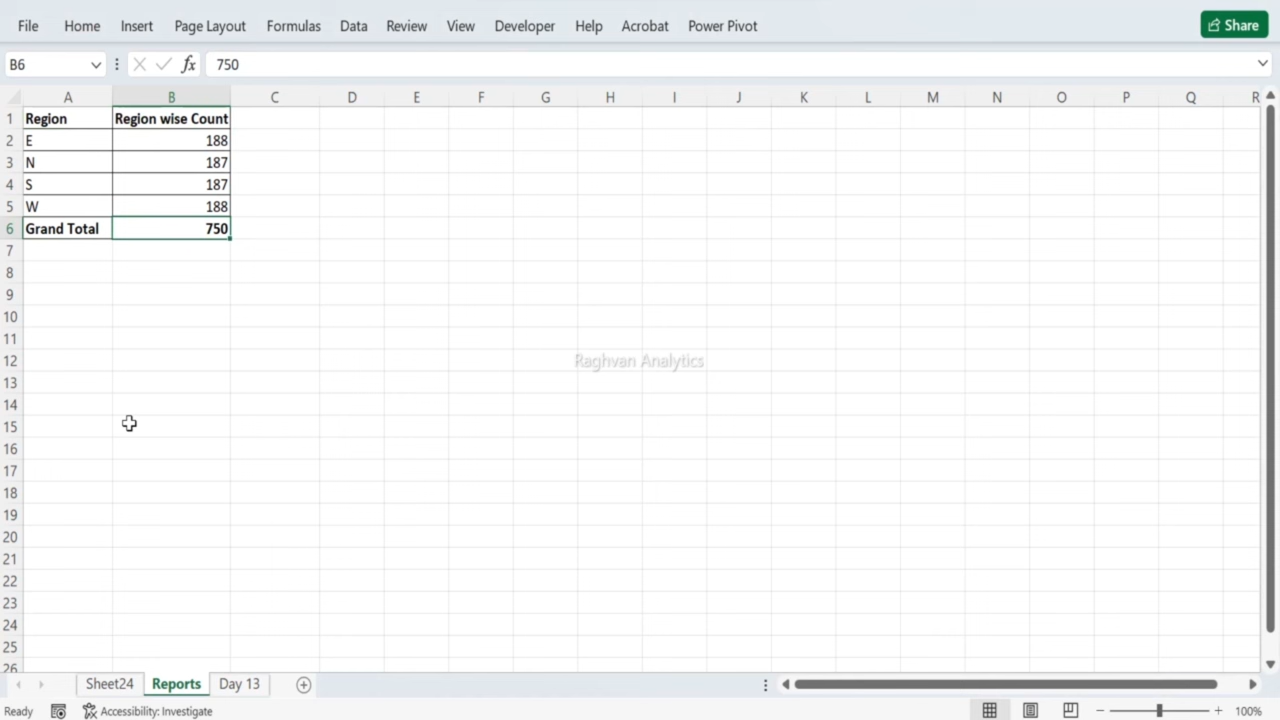 File Home Insert Page Layout Formulas Data Review View Developer Help Acrobat Power Pivot Share
B6 fx 750
A B C D E F G H I J K L M N O P Q R
1 Region Region wise Count
2 E 188
3 N 187
4 S 187
5 W 188
6 Grand Total 750
7
8
9
10
11
12 Raghvan Analytics
13
14
15
16
17
18
19
20
21
22
23
24
25
26
Sheet24 Reports Day 13
Ready Accessibility: Investigate 100%